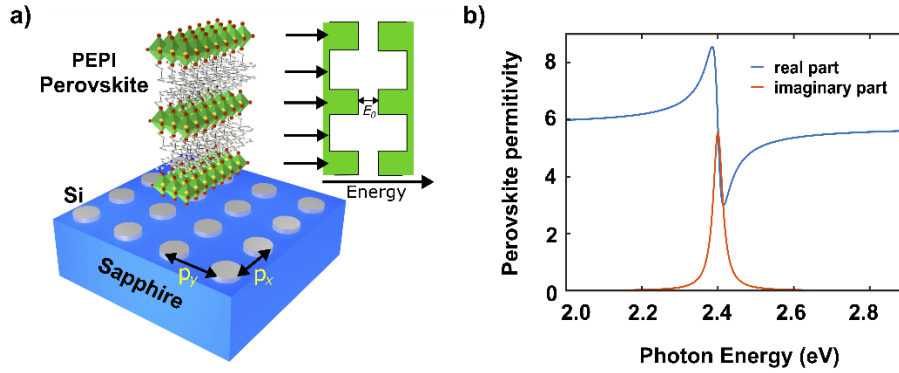 a)
PEPI
Perovskite
E0
Energy
Si
Sapphire
py
px
b)
Perovskite permitivity
8
6
4
2
0
real part
imaginary part
2.0 2.2 2.4 2.6 2.8
Photon Energy (eV)